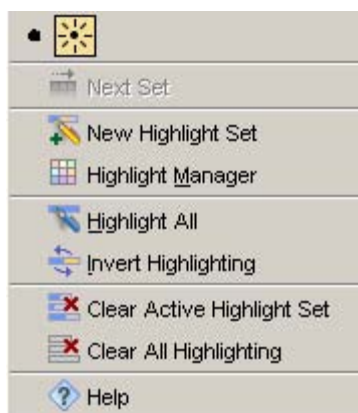 Next Set
New Highlight Set
Highlight Manager
Highlight All
Invert Highlighting
Clear Active Highlight Set
Clear All Highlighting
Help